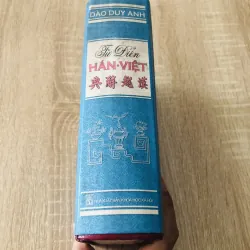 ĐÀO DUY ANH
Từ Điển
HÁN-VIỆT
典辭越漢